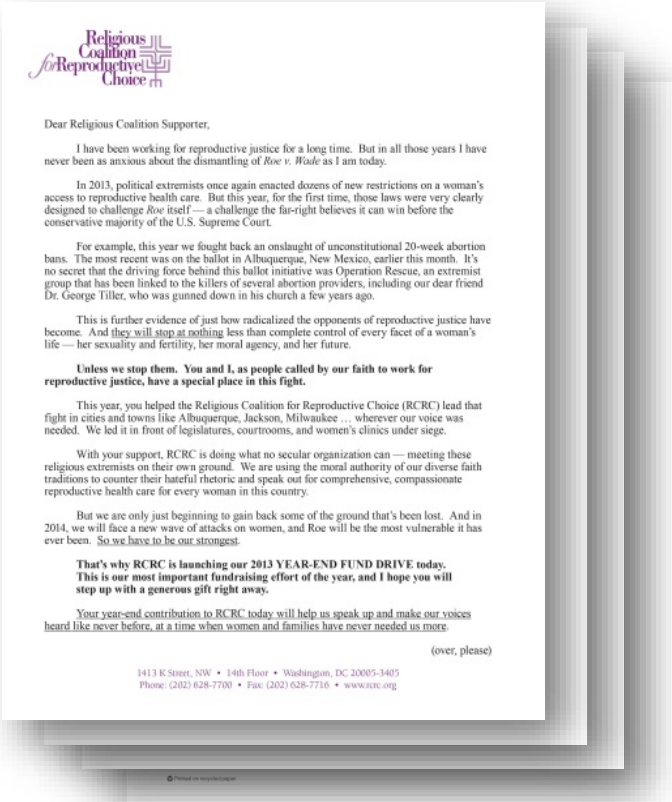 Religious
Coalition
for Reproductive
Choice
Dear Religious Coalition Supporter,
I have been working for reproductive justice for a long time. But in all those years I have
never been as anxious about the dismantling of Roe v. Wade as I am today.
In 2013, political extremists once again enacted dozens of new restrictions on a woman's
access to reproductive health care. But this year, for the first time, those laws were very clearly
designed to challenge Roe itself — a challenge the far-right believes it can win before the
conservative majority of the U.S. Supreme Court.
For example, this year we fought back an onslaught of unconstitutional 20-week abortion
bans. The most recent was on the ballot in Albuquerque, New Mexico, earlier this month. It's
no secret that the driving force behind this ballot initiative was Operation Rescue, an extremist
group that has been linked to the killers of several abortion providers, including our dear friend
Dr. George Tiller, who was gunned down in his church a few years ago.
This is further evidence of just how radicalized the opponents of reproductive justice have
become. And they will stop at nothing less than complete control of every facet of a woman's
life — her sexuality and fertility, her moral agency, and her future.
Unless we stop them. You and I, as people called by our faith to work for
reproductive justice, have a special place in this fight.
This year, you helped the Religious Coalition for Reproductive Choice (RCRC) lead that
fight in cities and towns like Albuquerque, Jackson, Milwaukee … wherever our voice was
needed. We led it in front of legislatures, courtrooms, and women's clinics under siege.
With your support, RCRC is doing what no secular organization can — meeting these
religious extremists on their own ground. We are using the moral authority of our diverse faith
traditions to counter their hateful rhetoric and speak out for comprehensive, compassionate
reproductive health care for every woman in this country.
But we are only just beginning to gain back some of the ground that's been lost. And in
2014, we will face a new wave of attacks on women, and Roe will be the most vulnerable it has
ever been. So we have to be our strongest.
That's why RCRC is launching our 2013 YEAR-END FUND DRIVE today.
This is our most important fundraising effort of the year, and I hope you will
step up with a generous gift right away.
Your year-end contribution to RCRC today will help us speak up and make our voices
heard like never before, at a time when women and families have never needed us more.
(over, please)
1413 K Street, NW • 14th Floor • Washington, DC 20005-3405
Phone: (202) 628-7700 • Fax: (202) 628-7716 • www.rcrc.org
Printed on recycled paper